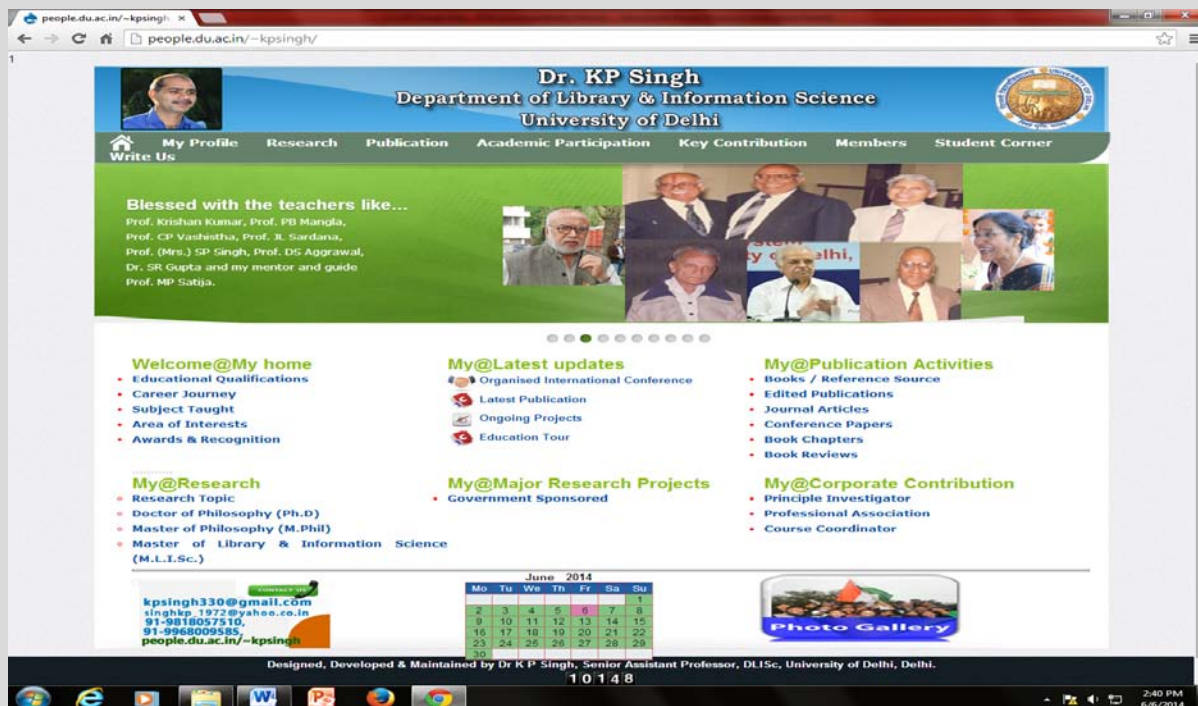 people.du.ac.in/~kpsingh
people.du.ac.in/~kpsingh/
1
Dr. KP Singh
Department of Library & Information Science
University of Delhi
My Profile Research Publication Academic Participation Key Contribution Members Student Corner
Write Us
Blessed with the teachers like...
Prof. Krishan Kumar, Prof. PB Mangla,
Prof. CP Vashistha, Prof. JL Sardana,
Prof. (Mrs.) SP Singh, Prof. DS Aggrawal,
Dr. SR Gupta and my mentor and guide
Prof. MP Satija.
Welcome@My home
Educational Qualifications
Career Journey
Subject Taught
Area of Interests
Awards & Recognition
My@Latest updates
Organised International Conference
Latest Publication
Ongoing Projects
Education Tour
My@Publication Activities
Books / Reference Source
Edited Publications
Journal Articles
Conference Papers
Book Chapters
Book Reviews
My@Research
Research Topic
Doctor of Philosophy (Ph.D)
Master of Philosophy (M.Phil)
Master of Library & Information Science
(M.L.I.Sc.)
My@Major Research Projects
Government Sponsored
My@Corporate Contribution
Principle Investigator
Professional Association
Course Coordinator
CONTACT US
kpsingh330@gmail.com
singhkp_1972@yahoo.co.in
91-9818057510,
91-9968009585,
people.du.ac.in/~kpsingh
June 2014
Mo Tu We Th Fr Sa Su
1
2 3 4 5 6 7 8
9 10 11 12 13 14 15
16 17 18 19 20 21 22
23 24 25 26 27 28 29
30
Photo Gallery
Designed, Developed & Maintained by Dr K P Singh, Senior Assistant Professor, DLISc, University of Delhi, Delhi.
10148
2:40 PM
6/6/2014